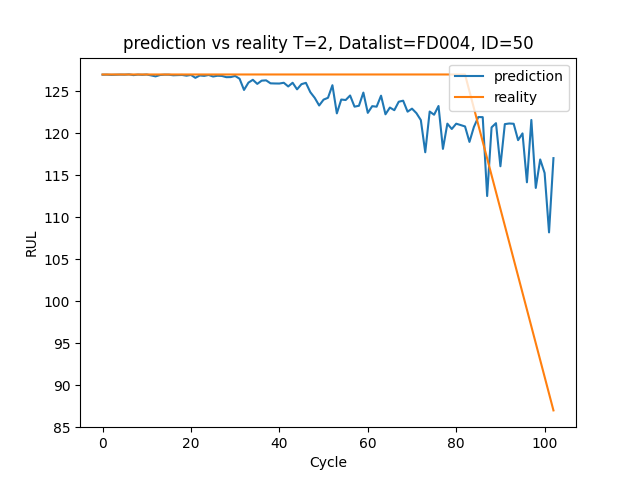 prediction vs reality T=2, Datalist=FD004, ID=50
prediction
reality
125
120
115
110
105
100
95
90
85
RUL
0 20 40 60 80 100
Cycle